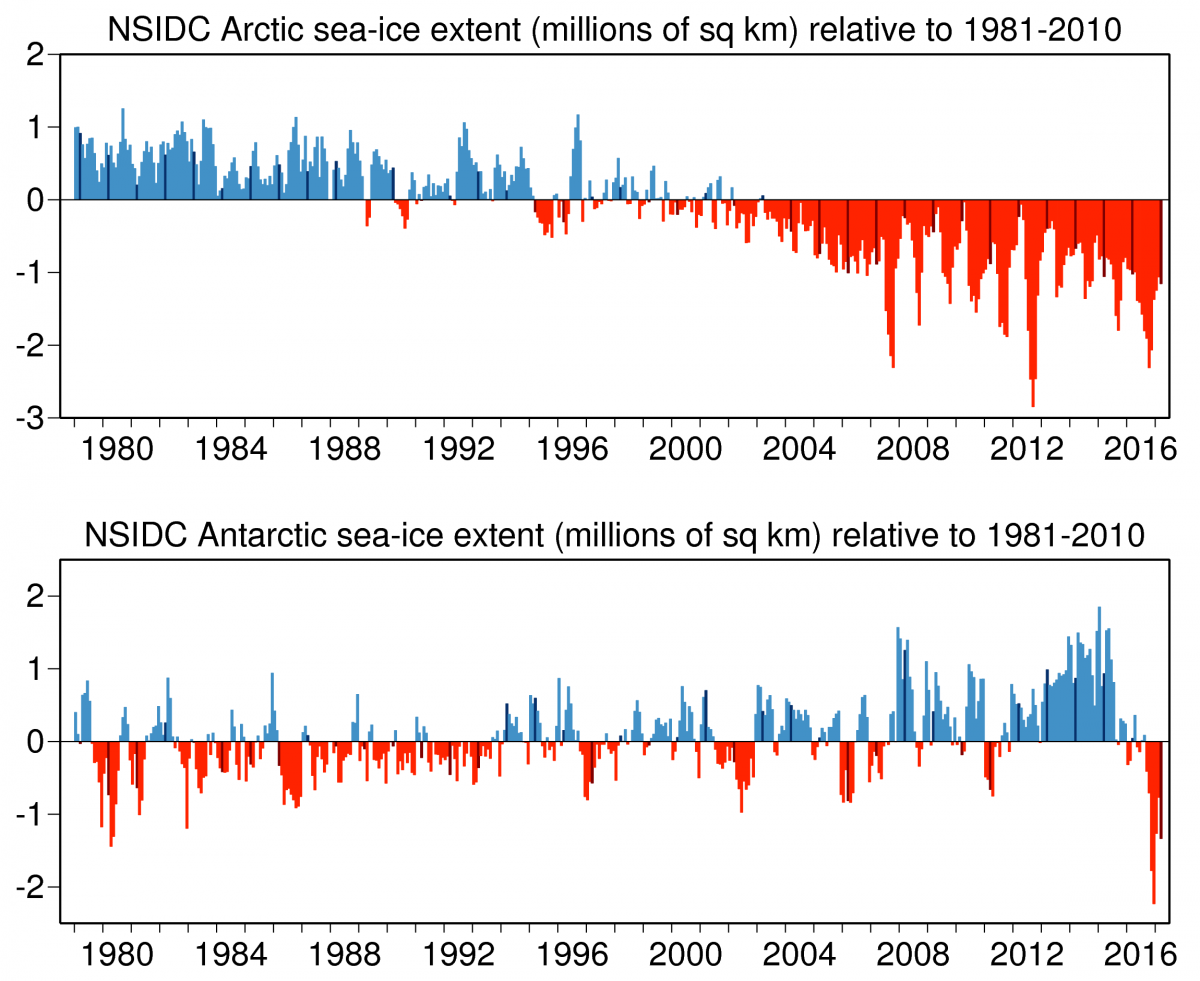 NSIDC Arctic sea-ice extent (millions of sq km) relative to 1981-2010
2
1
0
-1
-2
-3
1980 1984 1988 1992 1996 2000 2004 2008 2012 2016
NSIDC Antarctic sea-ice extent (millions of sq km) relative to 1981-2010
2
1
0
-1
-2
1980 1984 1988 1992 1996 2000 2004 2008 2012 2016